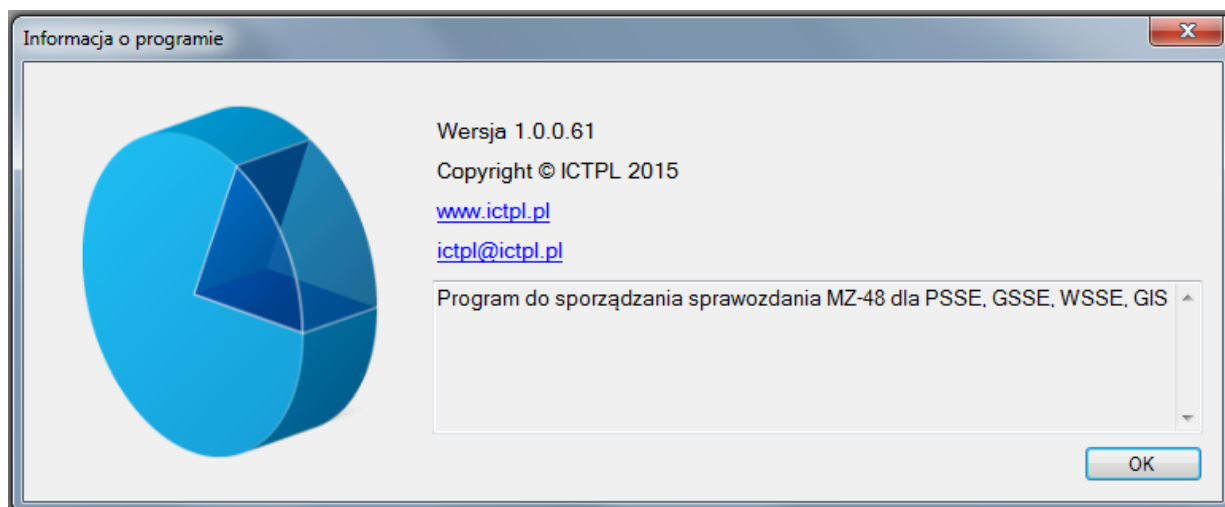 Informacja o programie
Wersja 1.0.0.61
Copyright © ICTPL 2015
www.ictpl.pl
ictpl@ictpl.pl
Program do sporządzania sprawozdania MZ-48 dla PSSE, GSSE, WSSE, GIS
OK